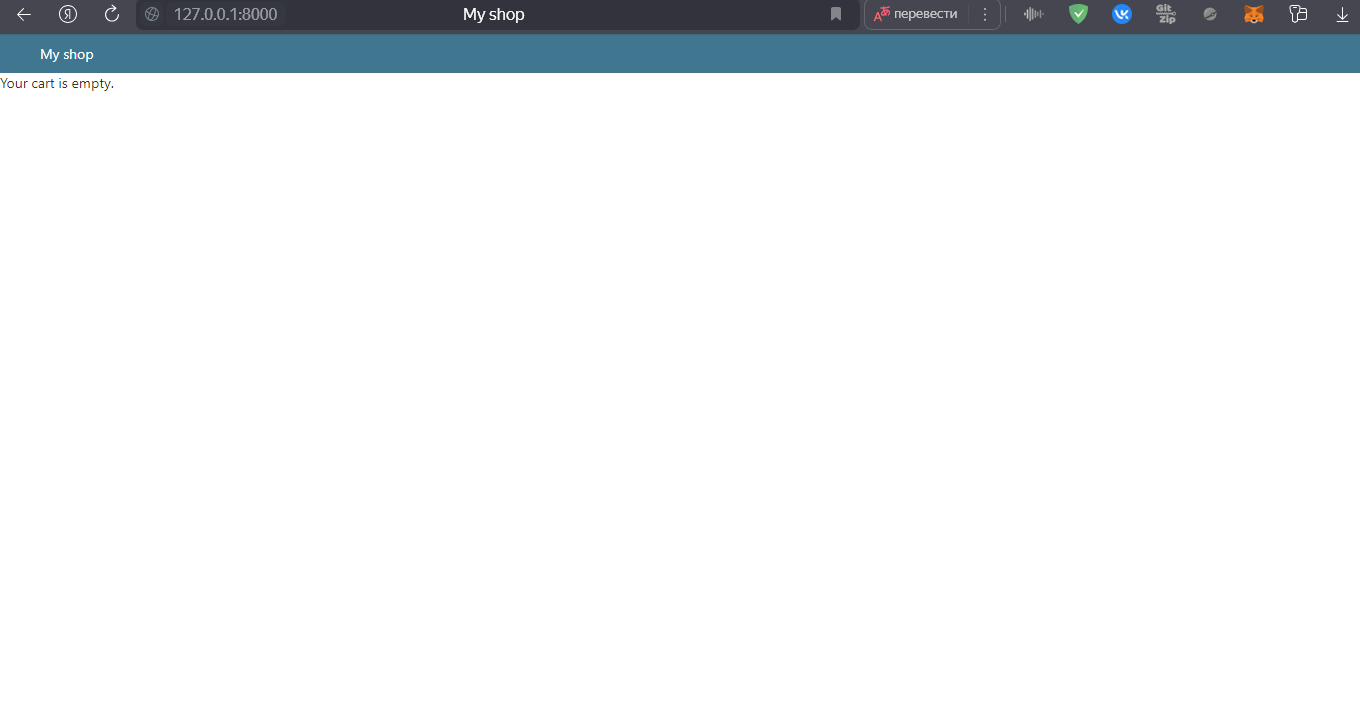 127.0.0.1:8000 My shop перевести Git Zip
My shop
Your cart is empty.